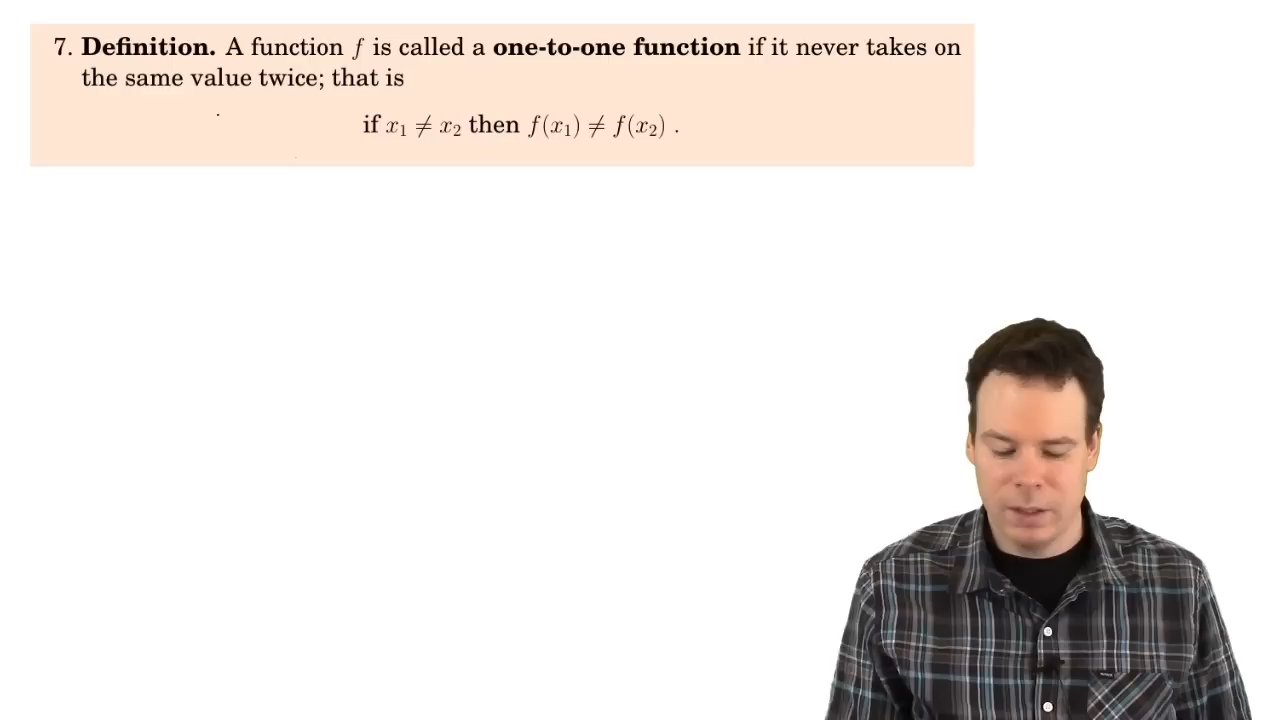 7. Definition. A function f is called a one-to-one function if it never takes on
the same value twice; that is
if x₁ ≠ x₂ then f(x₁) ≠ f(x₂) .